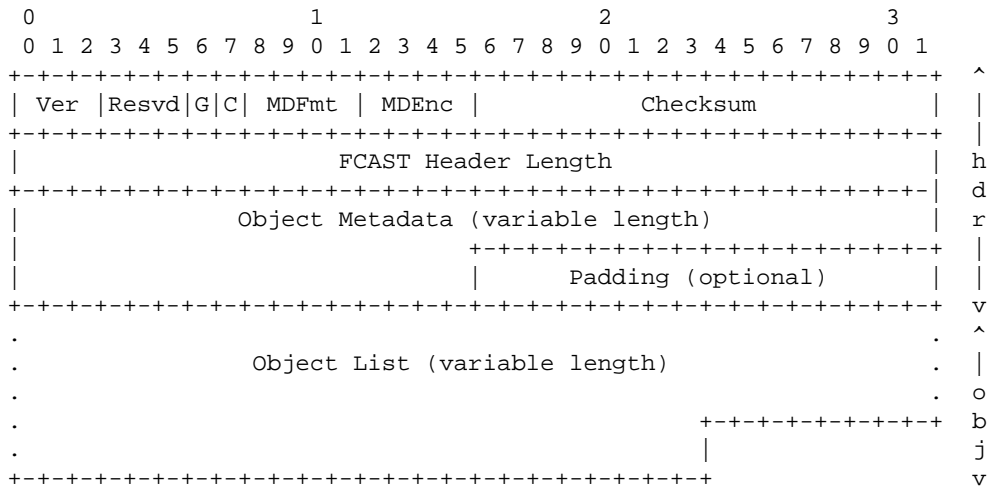 0                   1                   2                   3
 0 1 2 3 4 5 6 7 8 9 0 1 2 3 4 5 6 7 8 9 0 1 2 3 4 5 6 7 8 9 0 1
+-+-+-+-+-+-+-+-+-+-+-+-+-+-+-+-+-+-+-+-+-+-+-+-+-+-+-+-+-+-+-+-+  ^
| Ver |Resvd|G|C| MDFmt | MDEnc |           Checksum            |  |
+-+-+-+-+-+-+-+-+-+-+-+-+-+-+-+-+-+-+-+-+-+-+-+-+-+-+-+-+-+-+-+-+  |
|                      FCAST Header Length                      |  h
+-+-+-+-+-+-+-+-+-+-+-+-+-+-+-+-+-+-+-+-+-+-+-+-+-+-+-+-+-+-+-+-|  d
|               Object Metadata (variable length)               |  r
|                               +-+-+-+-+-+-+-+-+-+-+-+-+-+-+-+-+  |
|                               |      Padding (optional)       |  |
+-+-+-+-+-+-+-+-+-+-+-+-+-+-+-+-+-+-+-+-+-+-+-+-+-+-+-+-+-+-+-+-+  v
.                                                               .  ^
.                Object List (variable length)                  .  |
.                                                               .  o
.                                               +-+-+-+-+-+-+-+-+  b
.                                               |                  j
+-+-+-+-+-+-+-+-+-+-+-+-+-+-+-+-+-+-+-+-+-+-+-+-+                  v